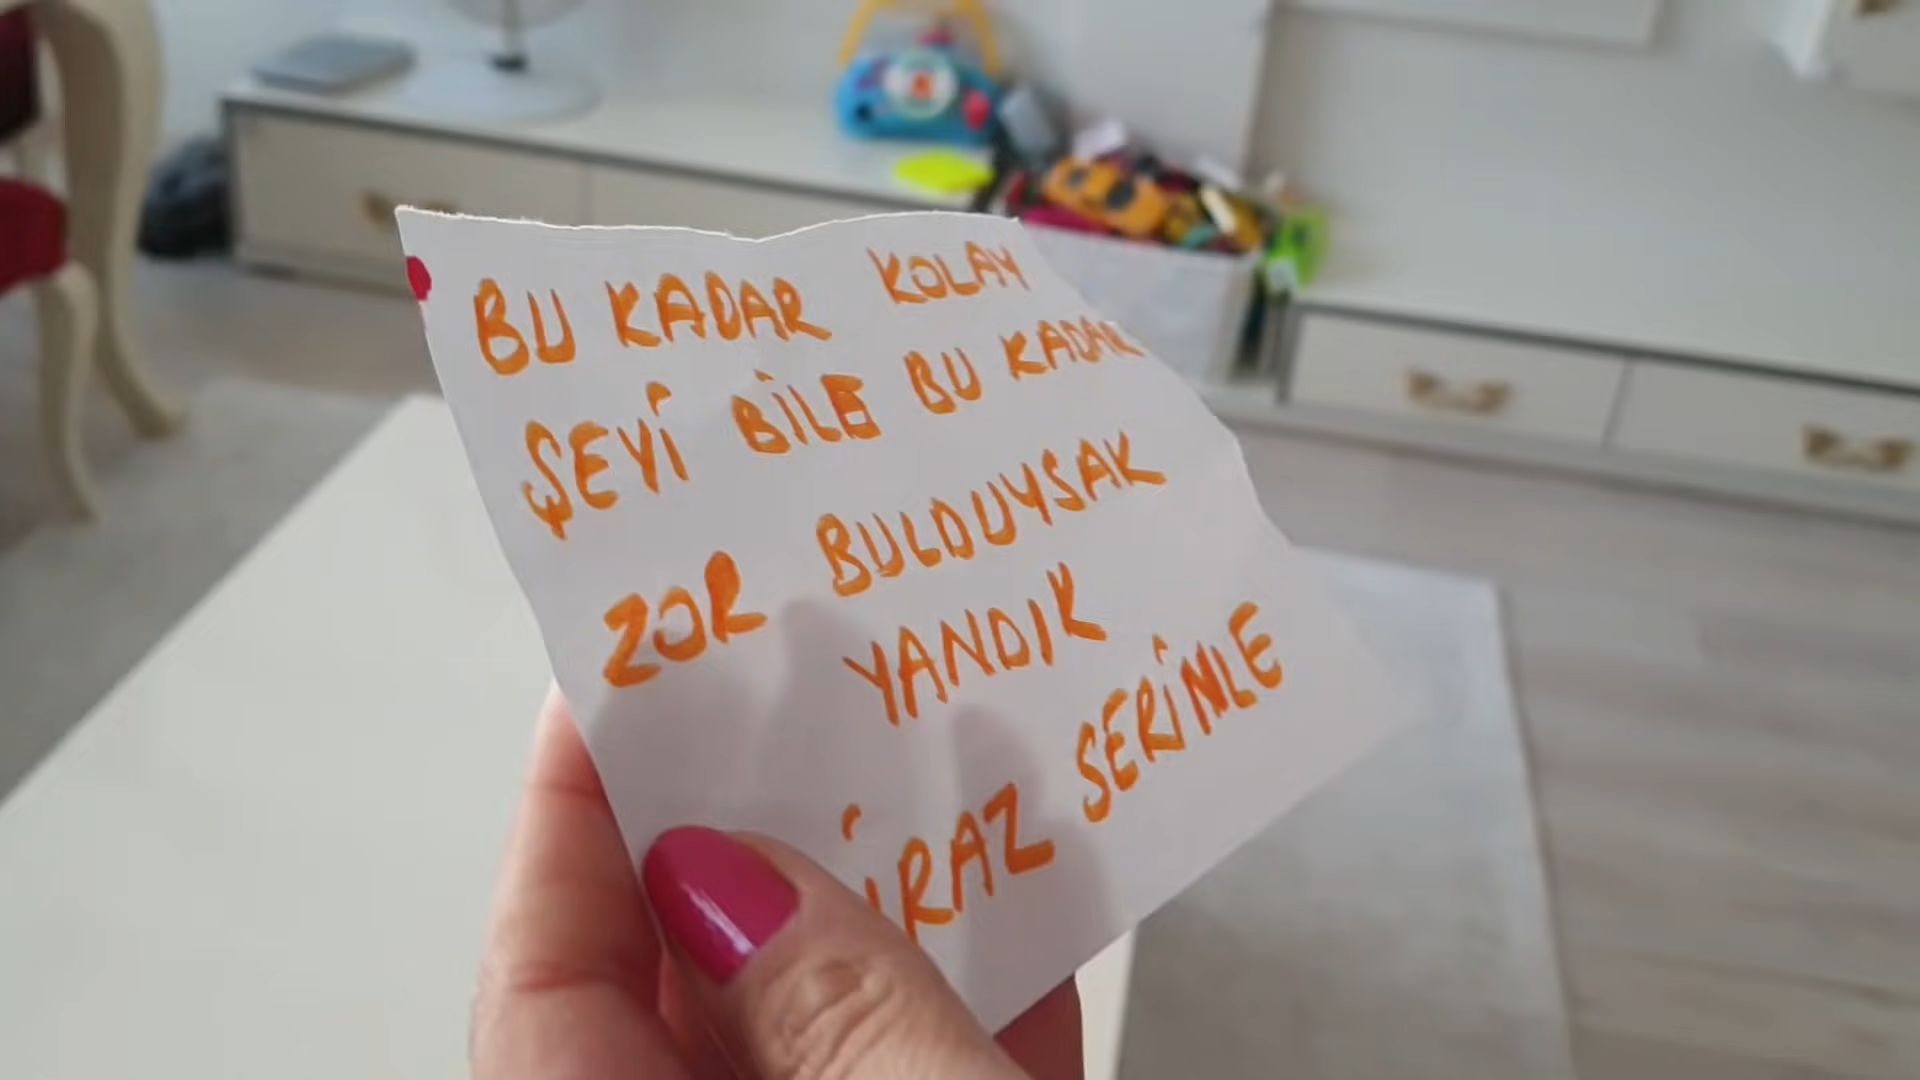 BU KADAR KOLAY
ŞEYİ BİLE BU KADAR
ZOR BULDUYSAK
YANDIK
İRAZ SERİNLE